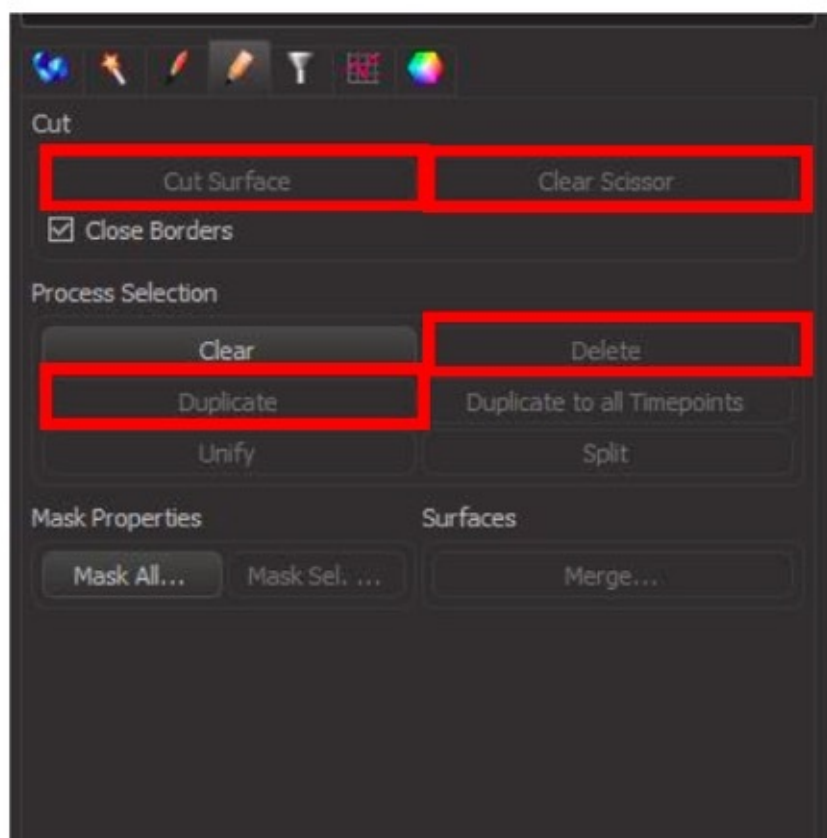 Cut
Cut Surface Clear Scissor
Close Borders
Process Selection
Clear Delete
Duplicate Duplicate to all Timepoints
Unify Split
Mask Properties Surfaces
Mask All... Mask Sel. ... Merge...